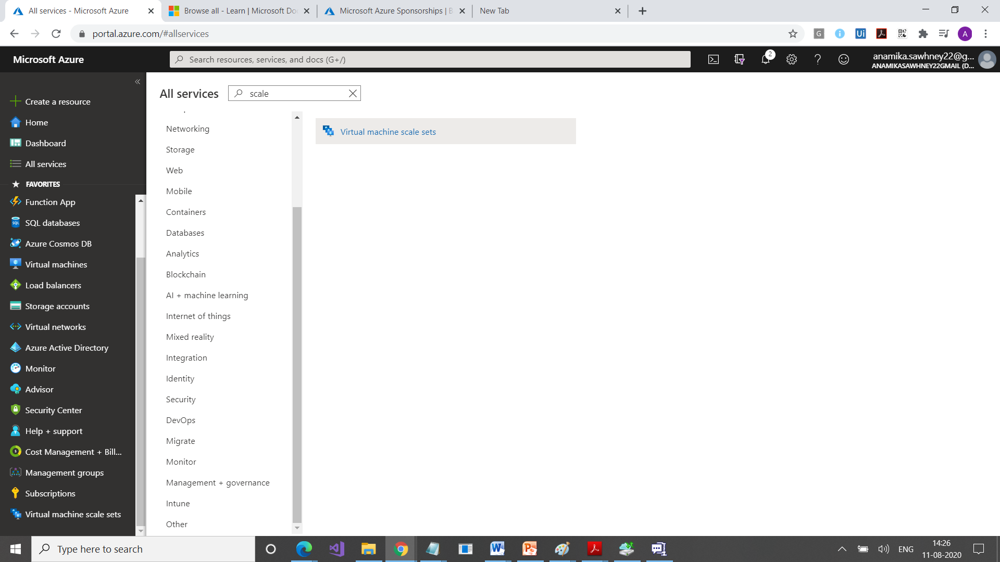 All services - Microsoft Azure
Browse all - Learn | Microsoft Doc
Microsoft Azure Sponsorships | B
New Tab
portal.azure.com/#allservices
G
Ui
A
Microsoft Azure
Search resources, services, and docs (G+/)
2
anamika.sawhney22@g...
ANAMIKASAWHNEY22GMAIL (D...
Create a resource
Home
Dashboard
All services
FAVORITES
Function App
SQL
SQL databases
Azure Cosmos DB
Virtual machines
Load balancers
Storage accounts
Virtual networks
Azure Active Directory
Monitor
Advisor
Security Center
Help + support
Cost Management + Bill...
Management groups
Subscriptions
Virtual machine scale sets
All services
scale
Networking
Storage
Web
Mobile
Containers
Databases
Analytics
Blockchain
AI + machine learning
Internet of things
Mixed reality
Integration
Identity
Security
DevOps
Migrate
Monitor
Management + governance
Intune
Other
Virtual machine scale sets
Type here to search
ENG
14:26
11-08-2020